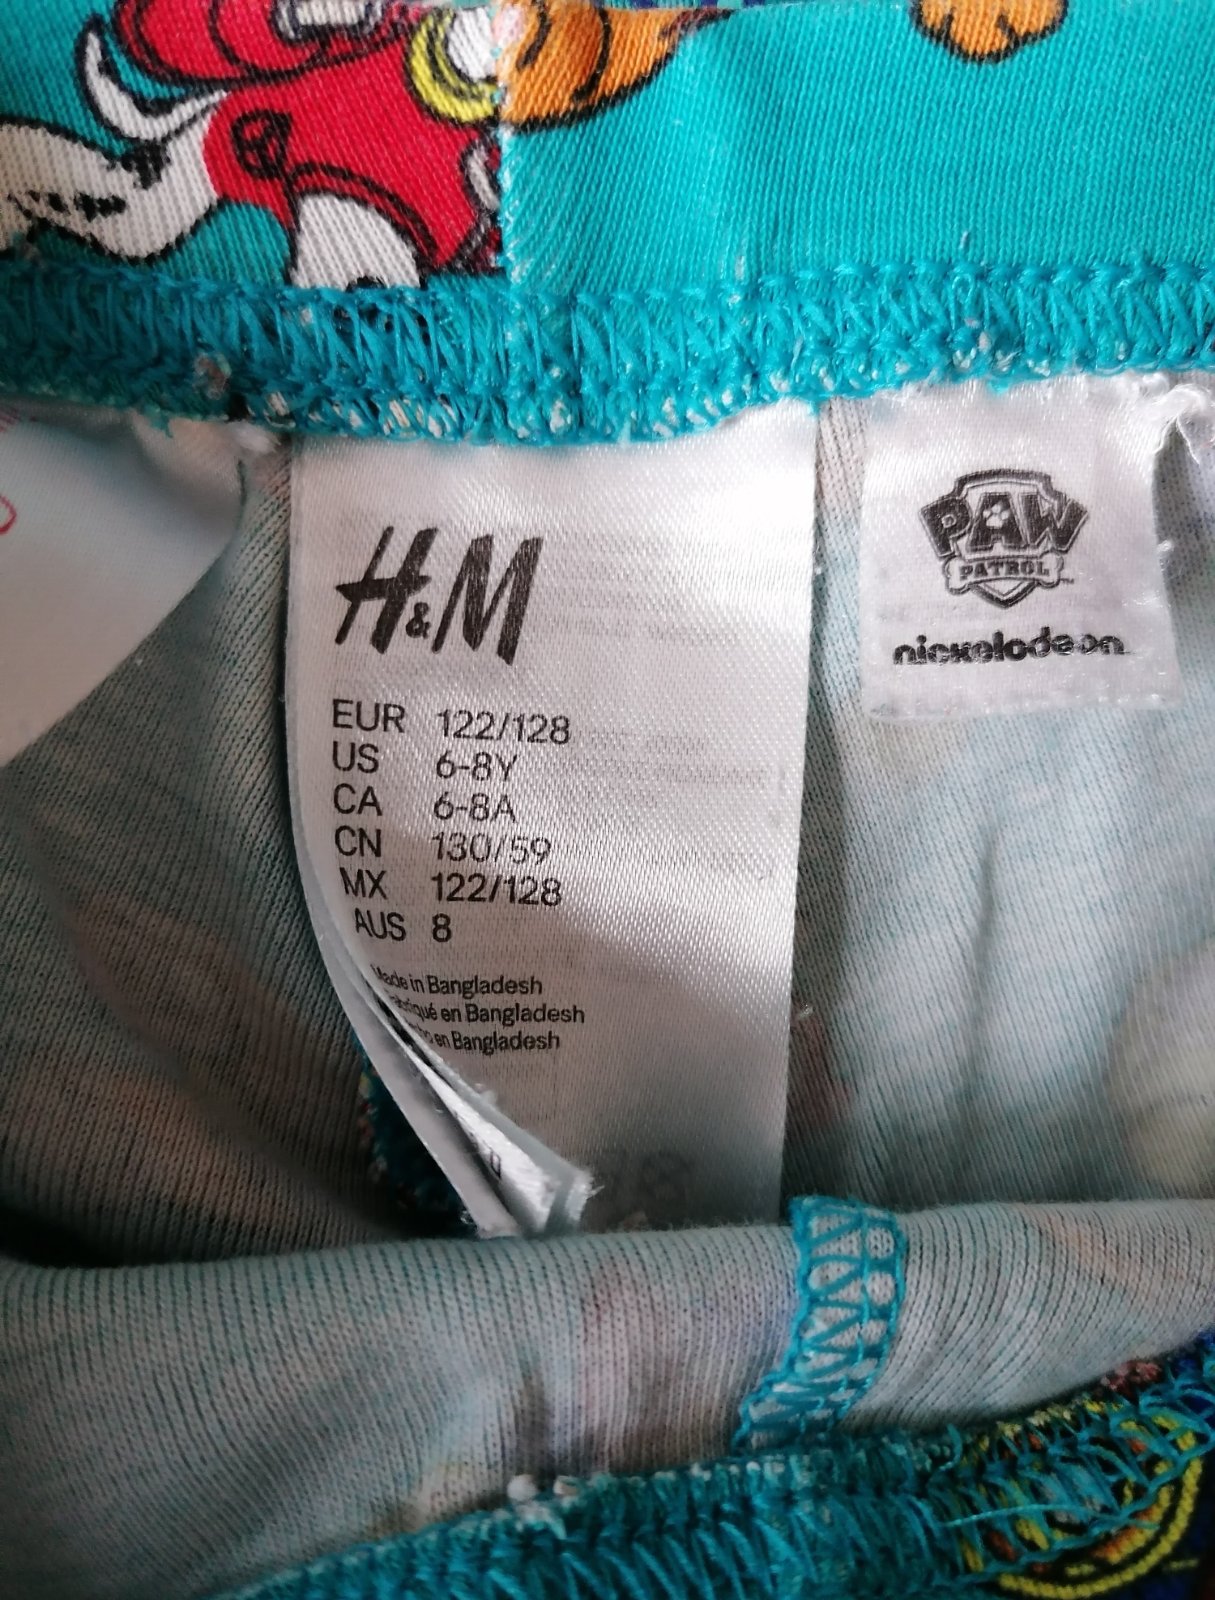 H&M
EUR 122/128
US 6-8Y
CA 6-8A
CN 130/59
MX 122/128
AUS 8
Made in Bangladesh
en Bangladesh
en Bangladesh
PAW
PATROL
nickelodeon